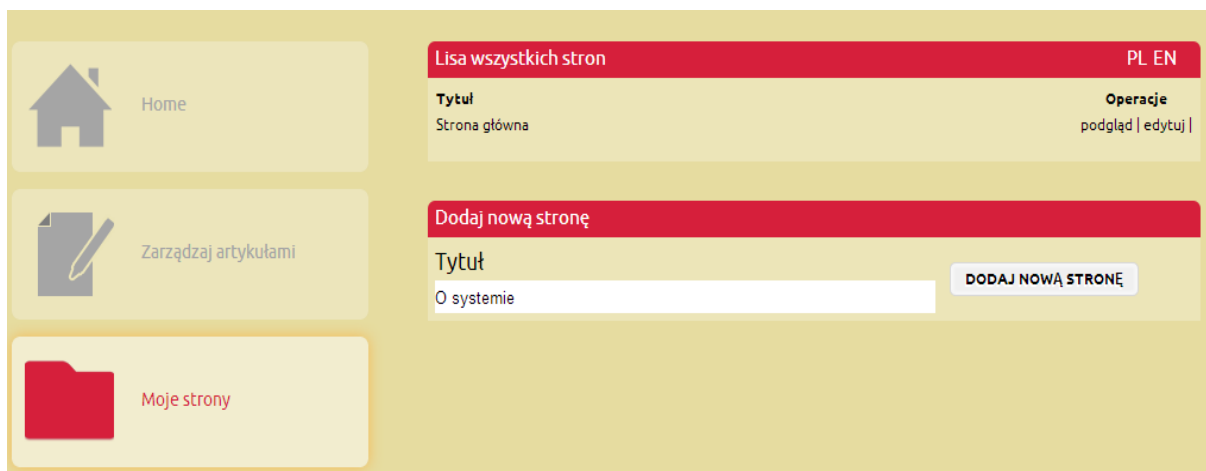 Home
Zarządzaj artykułami
Moje strony
Lisa wszystkich stron PL EN
Tytuł Operacje
Strona główna podgląd | edytuj |
Dodaj nową stronę
Tytuł
O systemie
DODAJ NOWĄ STRONĘ